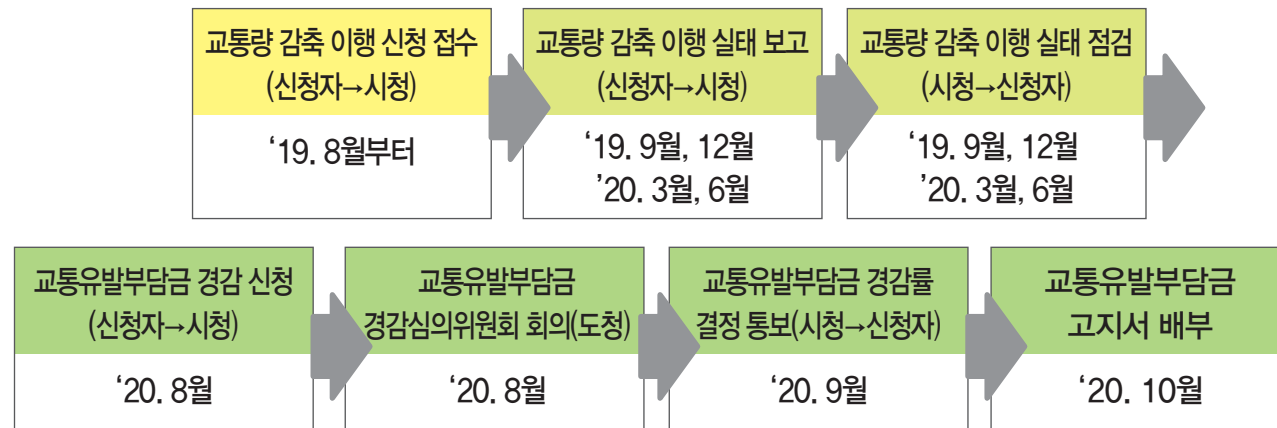 교통량 감축 이행 신청 접수
(신청자→시청)
‘19. 8월부터
교통량 감축 이행 실태 보고
(신청자→시청)
‘19. 9월, 12월
’20. 3월, 6월
교통량 감축 이행 실태 점검
(시청→신청자)
‘19. 9월, 12월
’20. 3월, 6월
교통유발부담금 경감 신청
(신청자→시청)
‘20. 8월
교통유발부담금
경감심의위원회 회의(도청)
‘20. 8월
교통유발부담금 경감률
결정 통보(시청→신청자)
‘20. 9월
교통유발부담금
고지서 배부
‘20. 10월